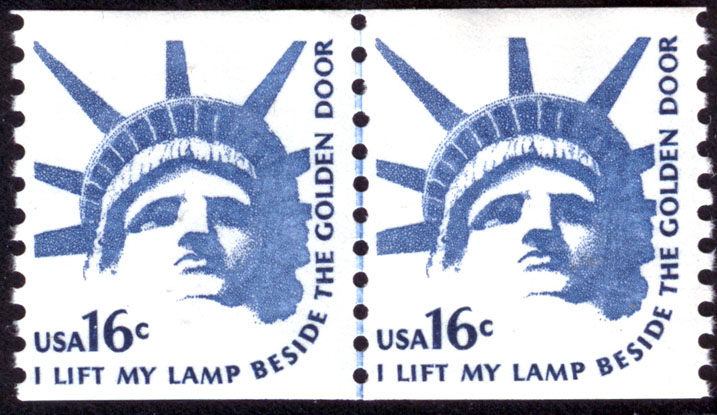 USA16c
I LIFT MY LAMP BESIDE THE GOLDEN DOOR
USA16c
I LIFT MY LAMP BESIDE THE GOLDEN DOOR